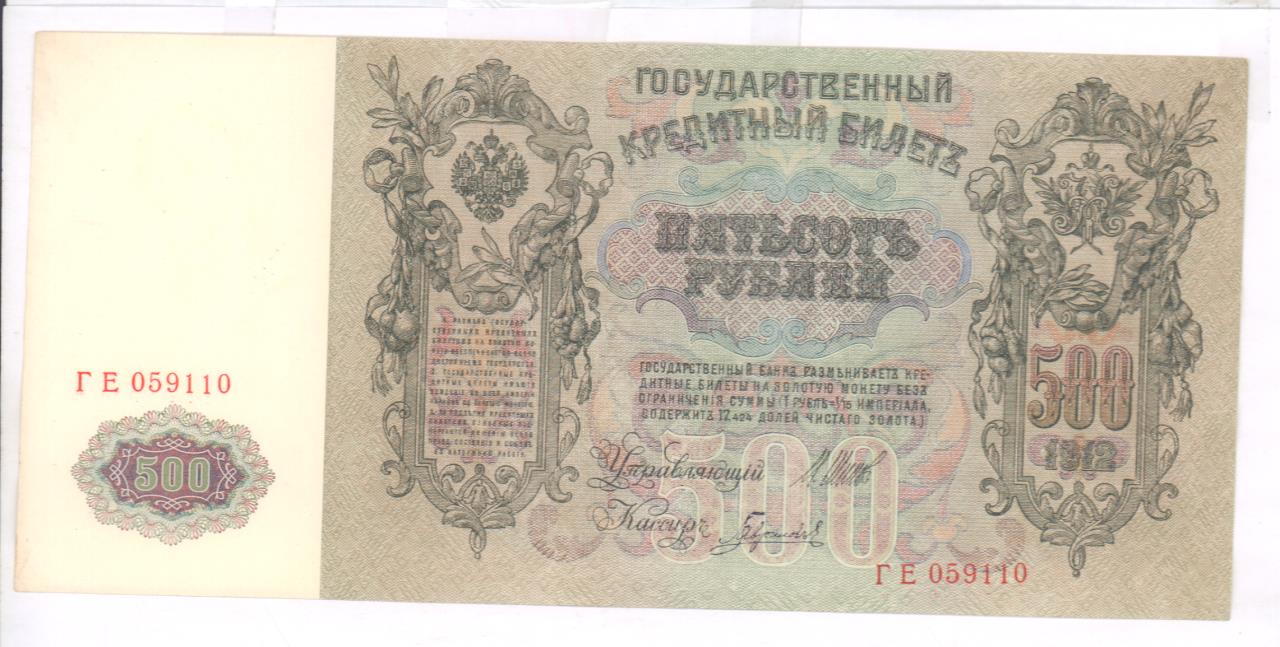 ГОСУДАРСТВЕННЫЙ
КРЕДИТНЫЙ БИЛЕТЪ
ПЯТЬСОТЪ
РУБЛЕЙ
ГОСУДАРСТВЕННЫЙ БАНКЪ РАЗМѢНИВАЕТЪ КРЕ-
ДИТНЫЕ БИЛЕТЫ НА ЗОЛОТУЮ МОНЕТУ БЕЗЪ
ОГРАНИЧЕНІЯ СУММЫ (1 РУБЛЬ=1/15 ИМПЕРІАЛА,
СОДЕРЖИТЪ 17,424 ДОЛЕЙ ЧИСТАГО ЗОЛОТА.)
Управляющій
Кассиръ
500
500
1912
ГЕ 059110
500
ГЕ 059110